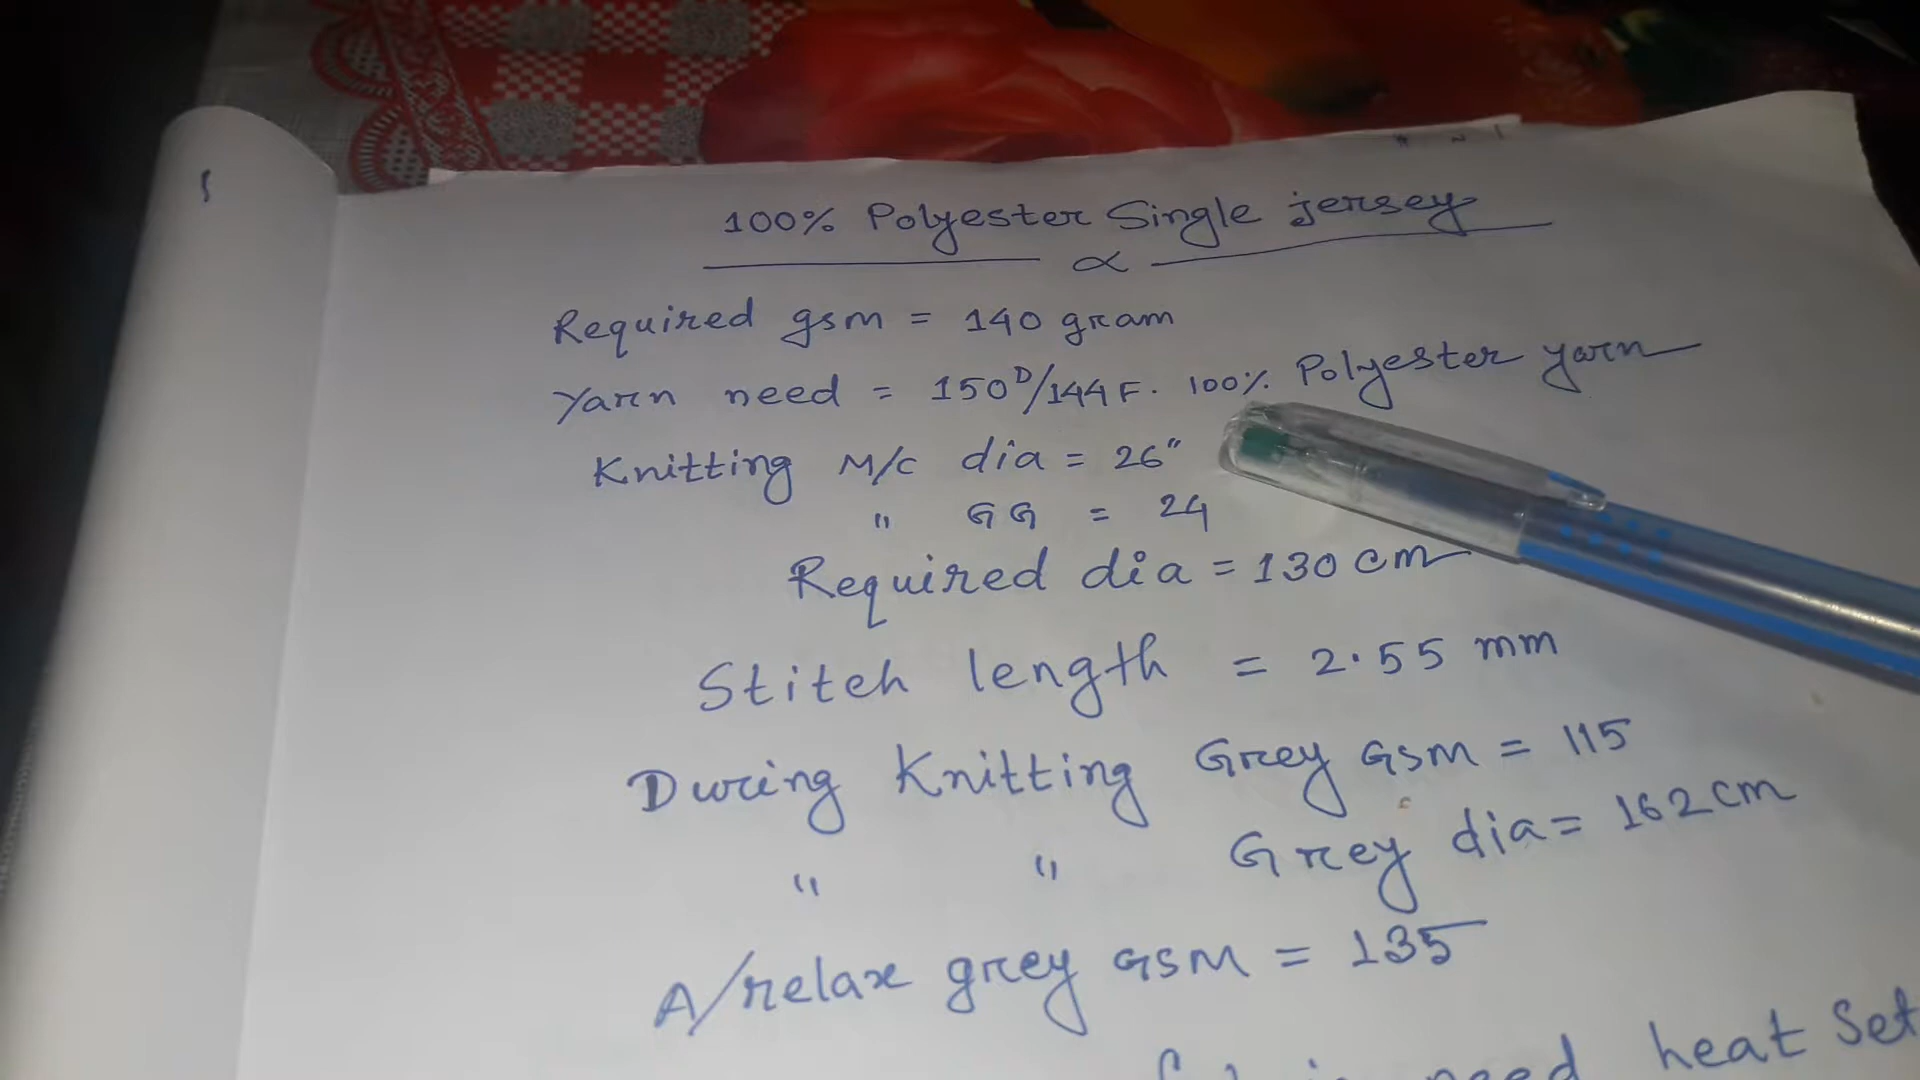 100% Polyester Single jersey
Required gsm = 140 gram
Yarn need = 150D/144F. 100% Polyester yarn
Knitting M/C dia = 26"
" GG = 24
Required dia = 130 cm
Stitch length = 2.55 mm
During Knitting Grey GSM = 115
" " Grey dia = 162 cm
A/relax grey GSM = 135
need heat Set